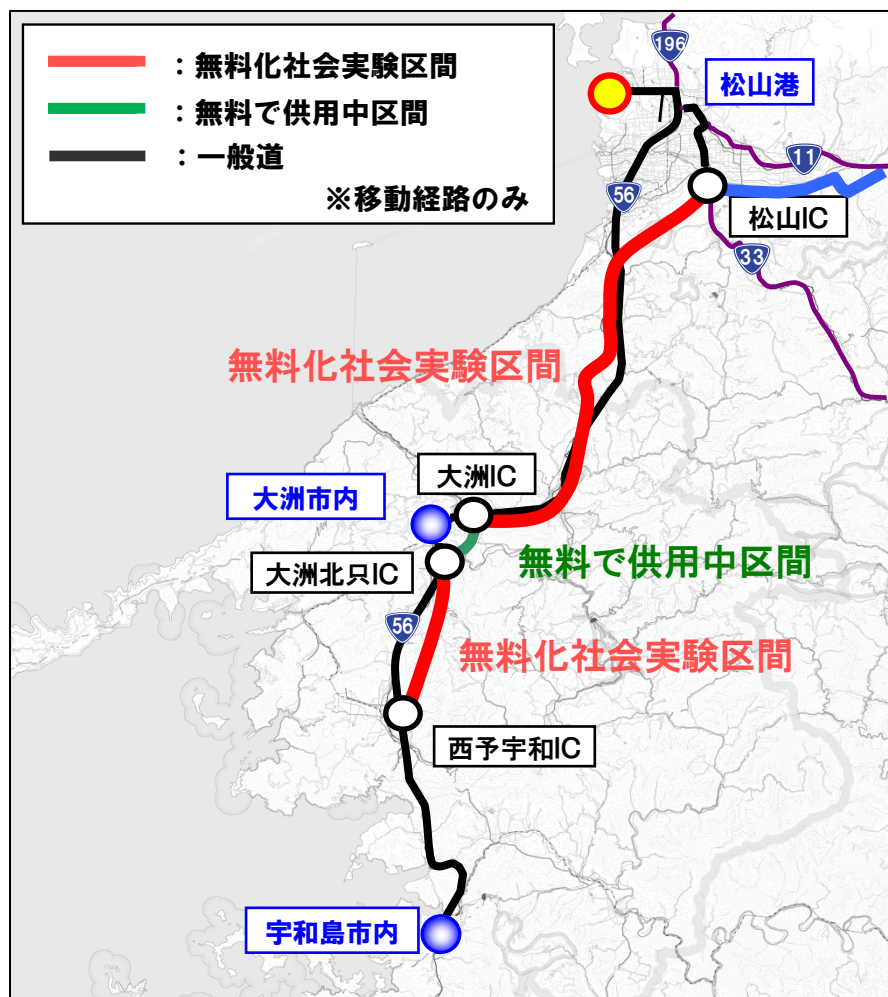 ：無料化社会実験区間
：無料で供用中区間
：一般道
※移動経路のみ
196
松山港
11
56
松山IC
33
無料化社会実験区間
大洲IC
大洲市内
無料で供用中区間
大洲北只IC
56
無料化社会実験区間
西予宇和IC
宇和島市内